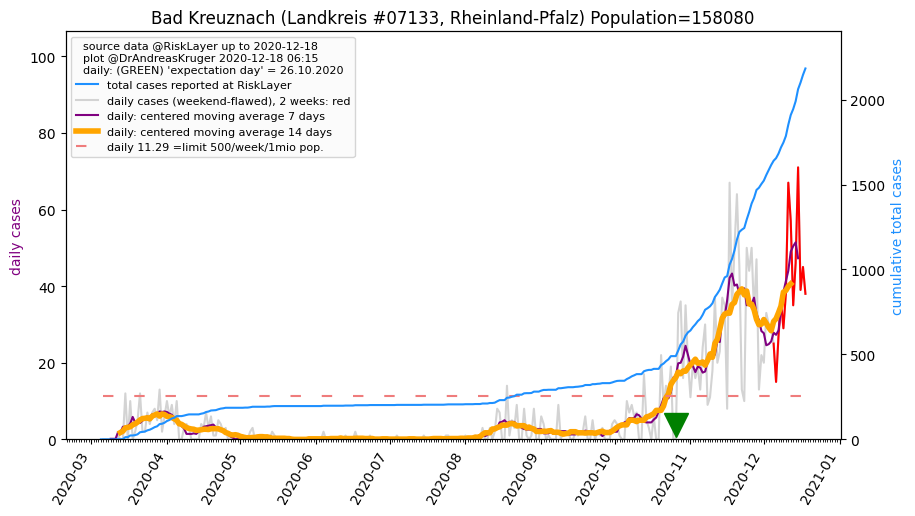 Bad Kreuznach (Landkreis #07133, Rheinland-Pfalz) Population=158080
source data @RiskLayer up to 2020-12-18
plot @DrAndreasKruger 2020-12-18 06:15
daily: (GREEN) 'expectation day' = 26.10.2020
total cases reported at RiskLayer
daily cases (weekend-flawed), 2 weeks: red
daily: centered moving average 7 days
daily: centered moving average 14 days
daily 11.29 =limit 500/week/1mio pop.
daily cases
100
80
60
40
20
0
cumulative total cases
2000
1500
1000
500
0
2020-03
2020-04
2020-05
2020-06
2020-07
2020-08
2020-09
2020-10
2020-11
2020-12
2021-01